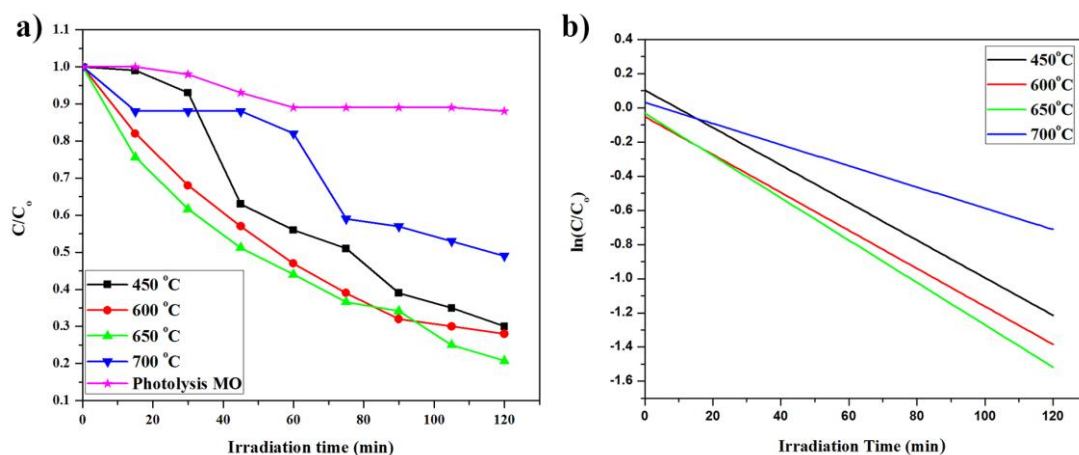 a)
1.1
1.0
0.9
0.8
0.7
0.6
0.5
0.4
0.3
0.2
0.1
C/Co
450 °C
600 °C
650 °C
700 °C
Photolysis MO
0 20 40 60 80 100 120
Irradiation time (min)
b)
0.4
0.2
0.0
-0.2
-0.4
-0.6
-0.8
-1.0
-1.2
-1.4
-1.6
ln(C/Co)
450°C
600°C
650°C
700°C
0 20 40 60 80 100 120
Irradiation Time (min)